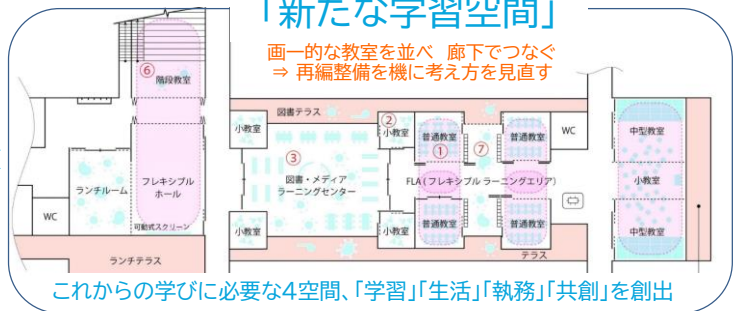 「新たな学習空間」
画一的な教室を並べ 廊下でつなぐ
⇒ 再編整備を機に考え方を見直す
⑥
階段教室
図書テラス
小教室
②
小教室
普通教室
①
⑦
普通教室
WC
中型教室
③
図書・メディア
ラーニングセンター
ランチルーム
フレキシブル
ホール
FLA(フレキシブル ラーニングエリア)
小教室
WC
可動式スクリーン
小教室
小教室
普通教室
普通教室
中型教室
ランチテラス
テラス
これからの学びに必要な4空間、「学習」「生活」「執務」「共創」を創出